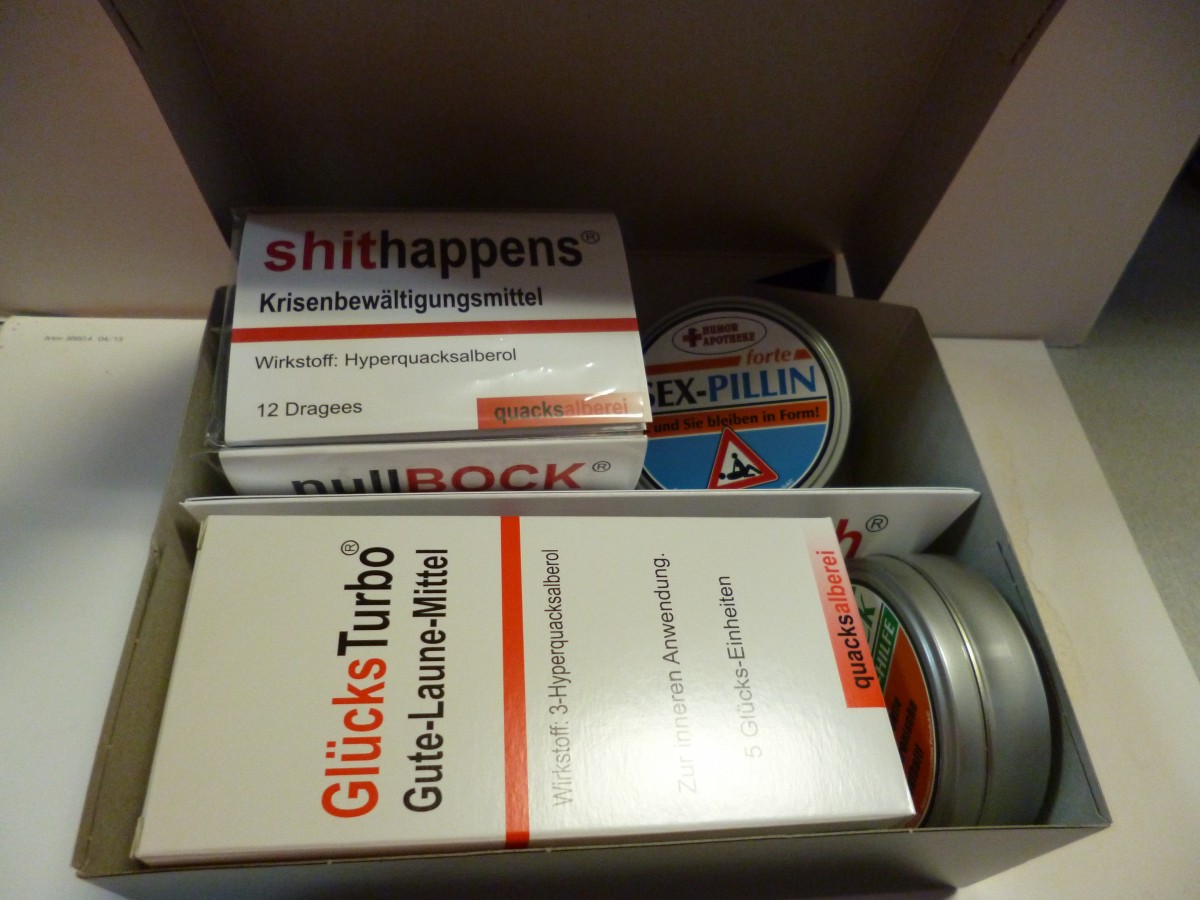 shithappens®
Krisenbewältigungsmittel
Wirkstoff: Hyperquacksalberol
12 Dragees
quacksalberei
nullBOCK®
HUMOR
APOTHEKE
forte
SEX-PILLIN
und Sie bleiben in Form!
GlücksTurbo®
Gute-Laune-Mittel
Wirkstoff: 3-Hyperquacksalberol
Zur inneren Anwendung.
5 Glücks-Einheiten
quacksalberei
h®
HILFE